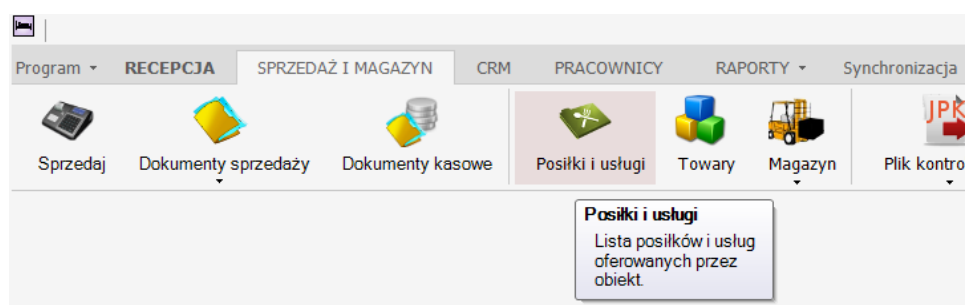 Program RECEPCJA SPRZEDAŻ I MAGAZYN CRM PRACOWNICY RAPORTY Synchronizacja
JPK
Sprzedaj Dokumenty sprzedaży Dokumenty kasowe Posiłki i usługi Towary Magazyn Plik kontro
Posiłki i usługi
Lista posiłków i usług
oferowanych przez
obiekt.